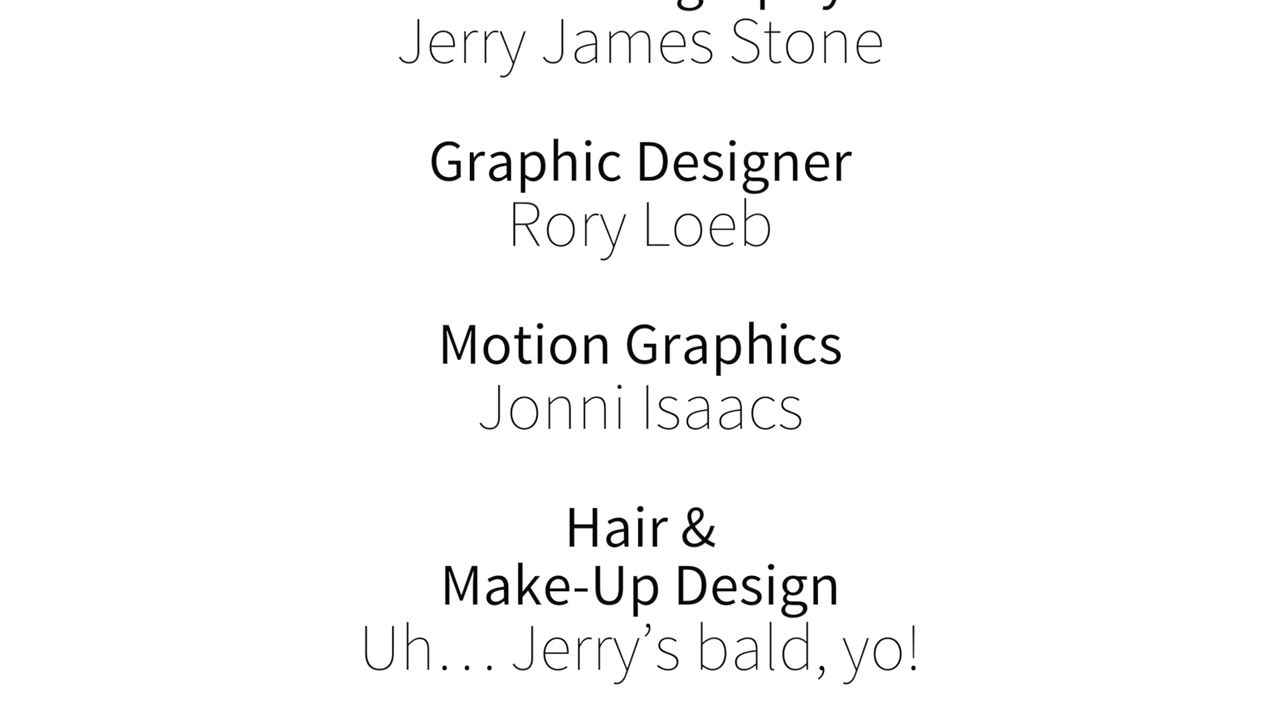 Jerry James Stone
Graphic Designer
Rory Loeb
Motion Graphics
Jonni Isaacs
Hair &
Make-Up Design
Uh… Jerry’s bald, yo!